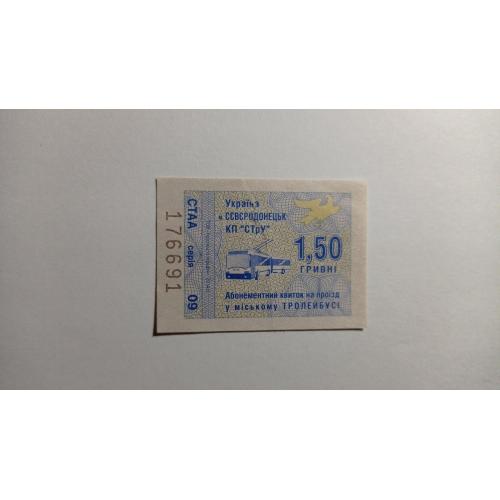 Україна
м. СЄВЄРОДОНЕЦЬК
КП "СТрУ"
1,50
ГРИВНІ
Абонементний квиток на проїзд
у міському ТРОЛЕЙБУСІ
СТАА серія 09
176691